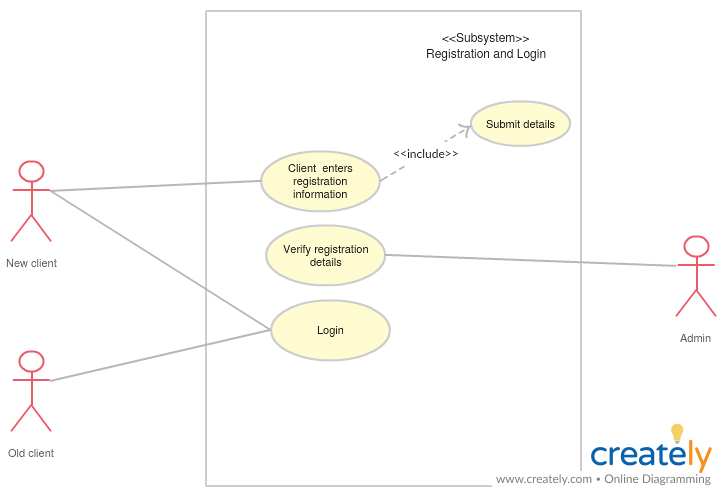 <<Subsystem>>
Registration and Login
Submit details
<<include>>
Client enters
registration
information
New client
Verify registration
details
Admin
Login
Old client
creately
www.creately.com • Online Diagramming